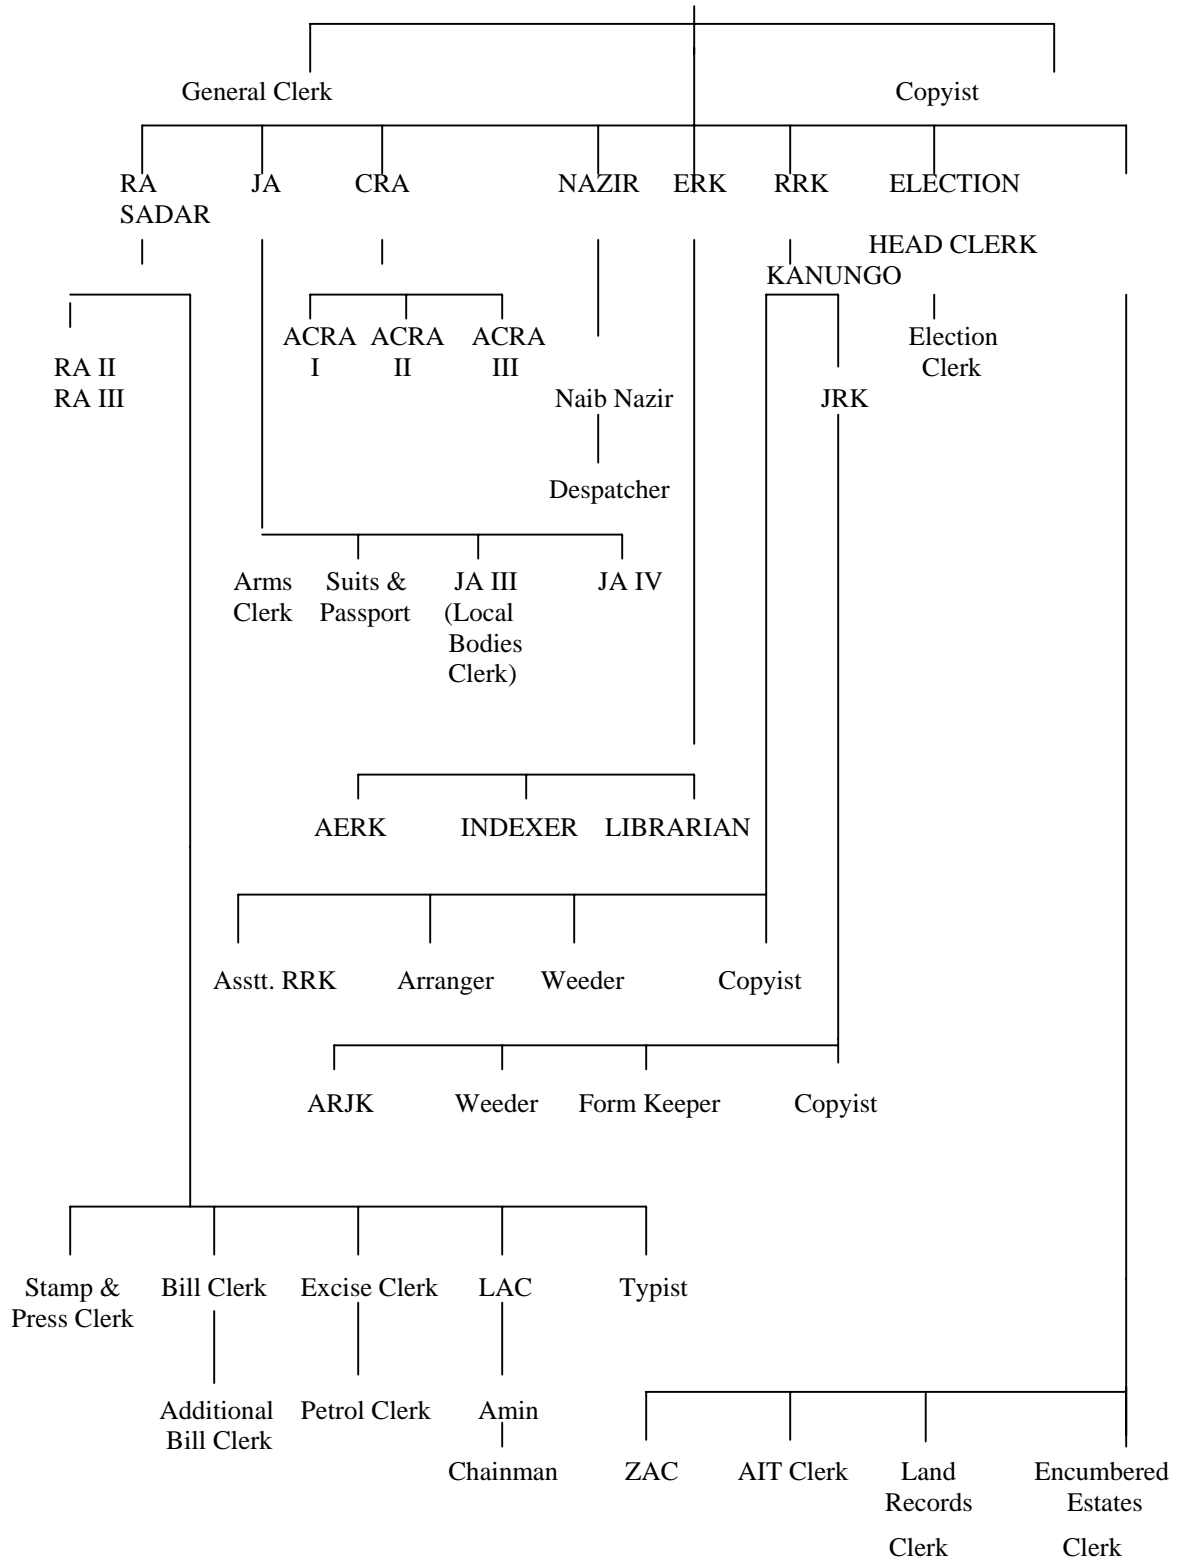 General Clerk Copyist
RA JA CRA NAZIR ERK RRK ELECTION
SADAR
HEAD CLERK
KANUNGO
ACRA ACRA ACRA Election
I II III Clerk
RA II
RA III
Naib Nazir JRK
Despatcher
Arms Suits & JA III JA IV
Clerk Passport (Local
Bodies
Clerk)
AERK INDEXER LIBRARIAN
Asstt. RRK Arranger Weeder Copyist
ARJK Weeder Form Keeper Copyist
Stamp & Bill Clerk Excise Clerk LAC Typist
Press Clerk
Additional Petrol Clerk Amin
Bill Clerk
Chainman ZAC AIT Clerk Land Encumbered
Records Estates
Clerk Clerk